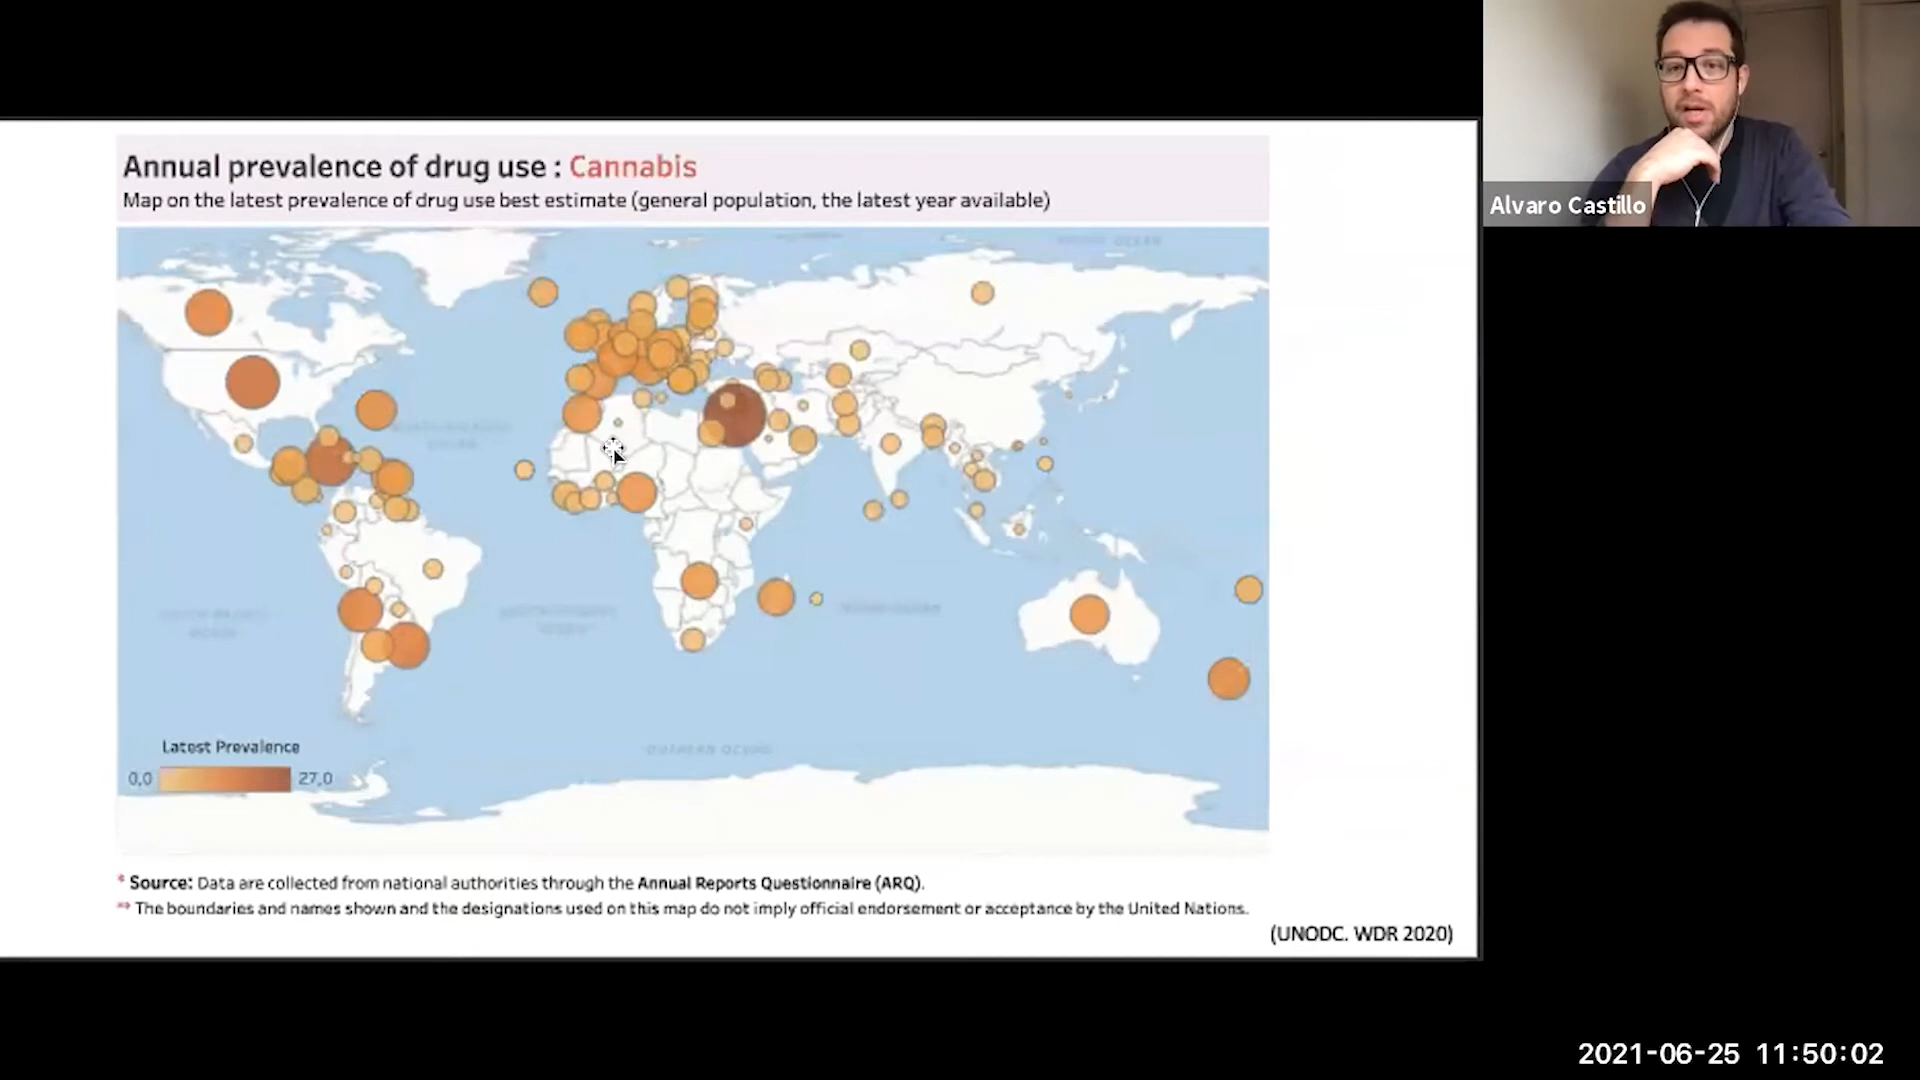 Annual prevalence of drug use : Cannabis
Map on the latest prevalence of drug use best estimate (general population, the latest year available)
Alvaro Castillo
Latest Prevalence
0,0 27,0
* Source: Data are collected from national authorities through the Annual Reports Questionnaire (ARQ).
** The boundaries and names shown and the designations used on this map do not imply official endorsement or acceptance by the United Nations.
(UNODC. WDR 2020)
2021-06-25 11:50:02